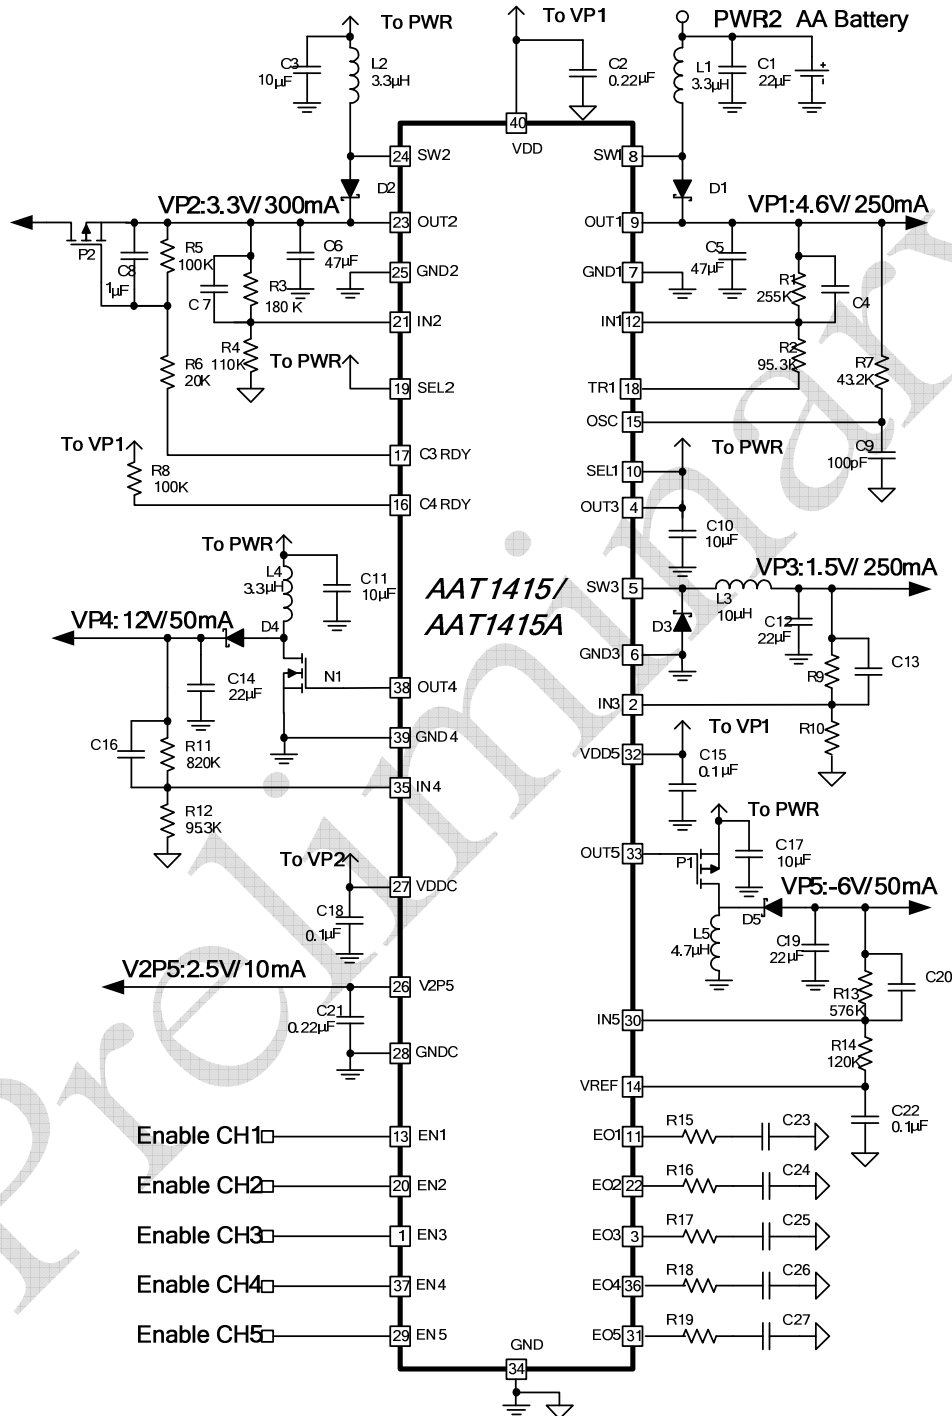 To PWR
To VP1
PWR2 AA Battery
C3
10µF
L2
3.3µH
C2
0.22µF
L1
3.3µH
C1
22µF
+
-
40
VDD
24 SW2
SW1 8
D2
D1
VP2:3.3V/300mA
VP1:4.6V/250mA
23 OUT2
OUT1 9
P2
C8
1µF
R5
100K
C6
47µF
C5
47µF
25 GND2
GND1 7
C7
R3
180K
R1
255K
C4
21 IN2
IN1 12
R6
20K
R4
110K
To PWR
R2
95.3K
R7
43.2K
19 SEL2
TR1 18
OSC 15
To VP1
17 C3RDY
To PWR
C9
100pF
R8
100K
SEL1 10
16 C4RDY
OUT3 4
C10
10µF
To PWR
L4
3.3µH
C11
10µF
AAT1415/
AAT1415A
VP3:1.5V/250mA
SW3 5
L3
10µH
VP4:12V/50mA
D4
D3
C12
22µF
GND3 6
C13
C14
22µF
N1
38 OUT4
R9
IN3 2
C16
R11
820K
39 GND4
To VP1
R10
VDD5 32
C15
0.1µF
35 IN4
R12
95.3K
To PWR
To VP2
OUT5 33
P1
C17
10µF
27 VDDC
VP5:-6V/50mA
C18
0.1µF
D5
L5
4.7µH
C19
22µF
V2P5:2.5V/10mA
26 V2P5
R13
576K
C20
C21
0.22µF
IN5 30
28 GNDC
R14
120K
VREF 14
C22
0.1µF
Enable CH1 13 EN1
EO1 11 R15 C23
Enable CH2 20 EN2
EO2 22 R16 C24
Enable CH3 1 EN3
EO3 3 R17 C25
Enable CH4 37 EN4
EO4 36 R18 C26
Enable CH5 29 EN5
EO5 31 R19 C27
GND
34
Preliminary